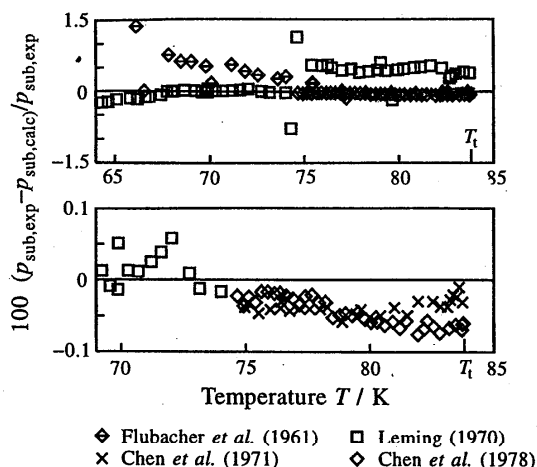 100 (p_sub,exp−p_sub,calc)/p_sub,exp
1.5
0
-1.5
65 70 75 80 85
T_t
0.1
0
-0.1
70 75 80 T_t 85
Temperature T / K
Flubacher et al. (1961) Leming (1970)
Chen et al. (1971) Chen et al. (1978)